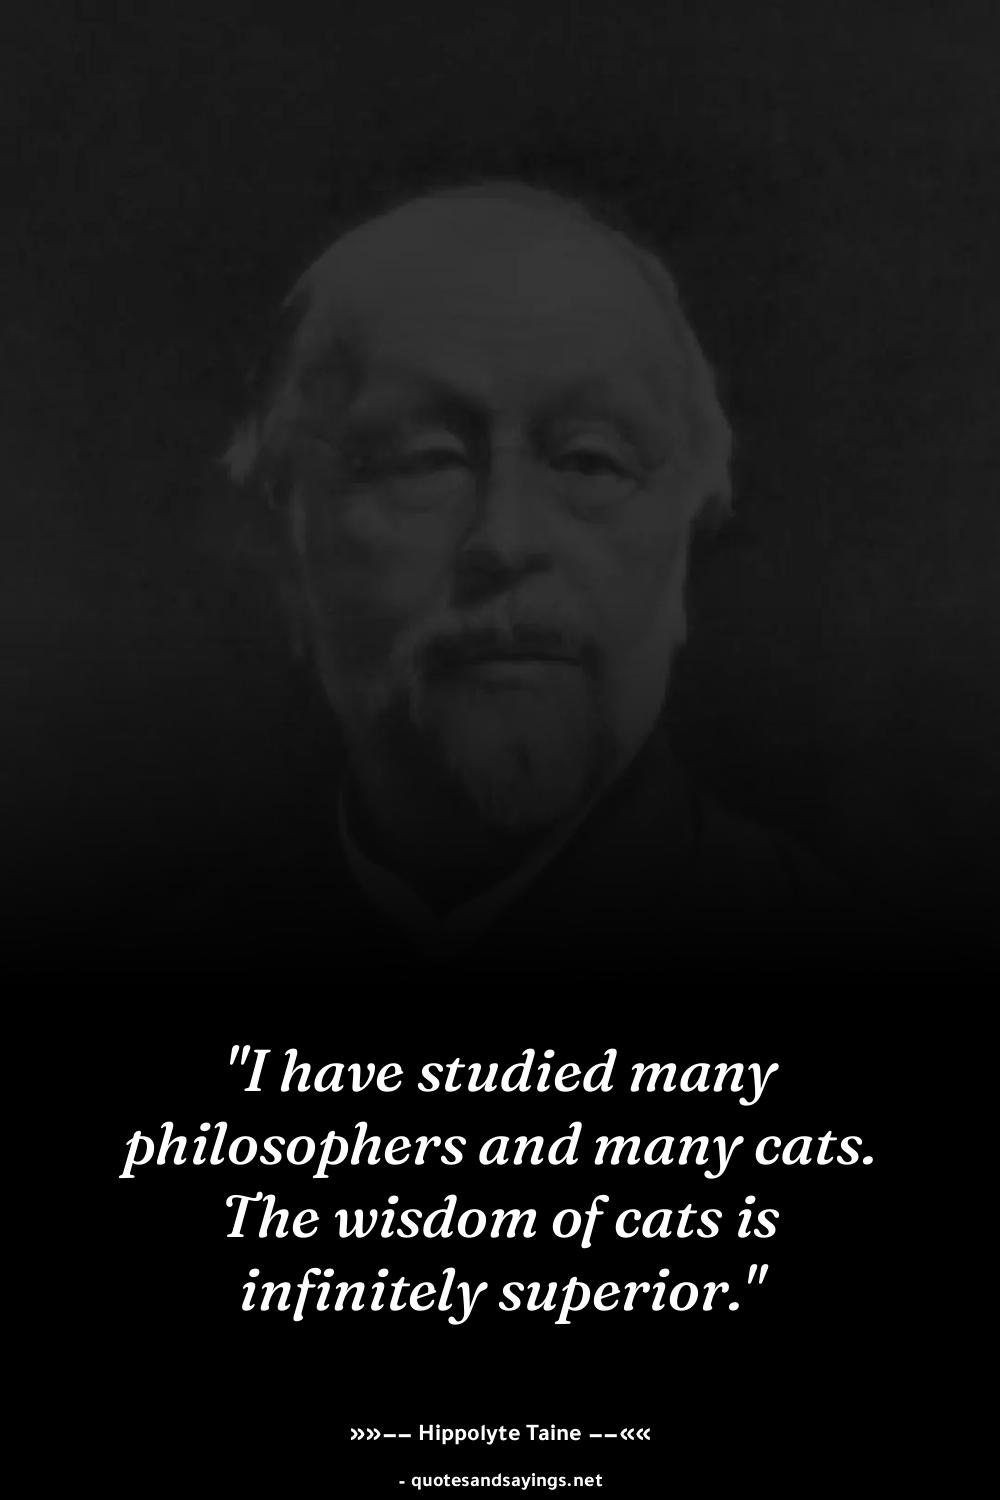 "I have studied many
philosophers and many cats.
The wisdom of cats is
infinitely superior."
»»–– Hippolyte Taine ––««
- quotesandsayings.net